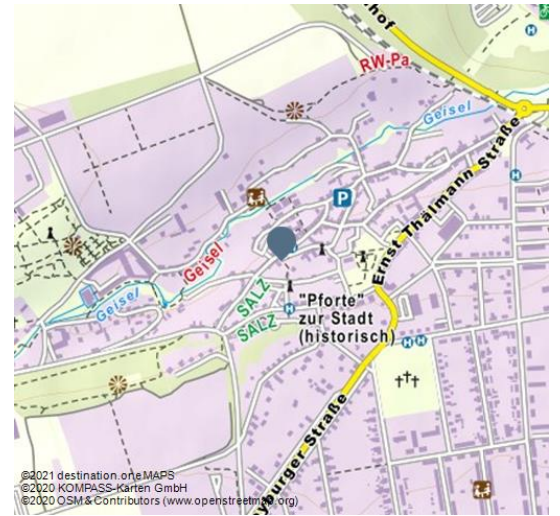 hof
RW-Pa
Geisel
P
H
H
Ernst Thälmann Straße
Geisel
Geisel
SALZ
H
SALZ
"Pforte"
zur Stadt
(historisch)
H
H
yburger Straße
©2021 destination.one MAPS
©2020 KOMPASS-Karten GmbH
©2020 OSM & Contributors (www.openstreetmap.org)